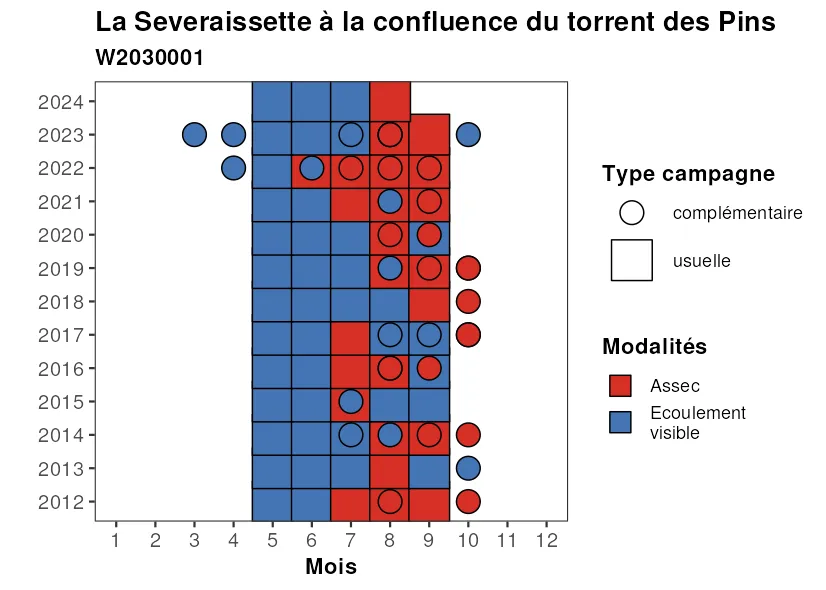 La Severaissette à la confluence du torrent des Pins
W2030001
2024
2023
2022
2021
2020
2019
2018
2017
2016
2015
2014
2013
2012
1 2 3 4 5 6 7 8 9 10 11 12
Mois
Type campagne
complémentaire
usuelle
Modalités
Assec
Ecoulement
visible